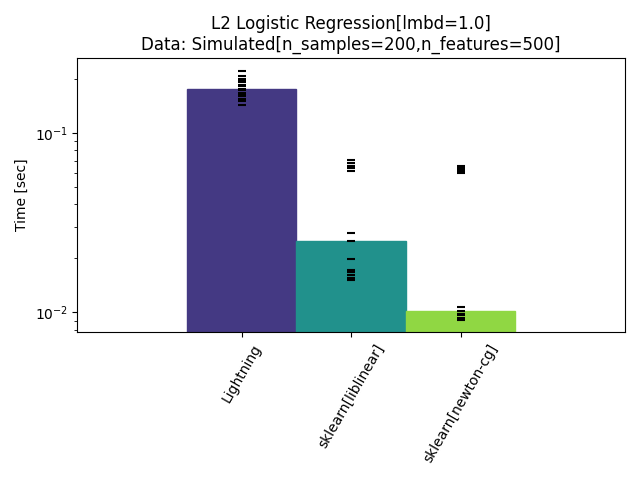 L2 Logistic Regression[lmbd=1.0]
Data: Simulated[n_samples=200,n_features=500]
Time [sec]
10⁻¹
10⁻²
Lightning
sklearn[liblinear]
sklearn[newton-cg]